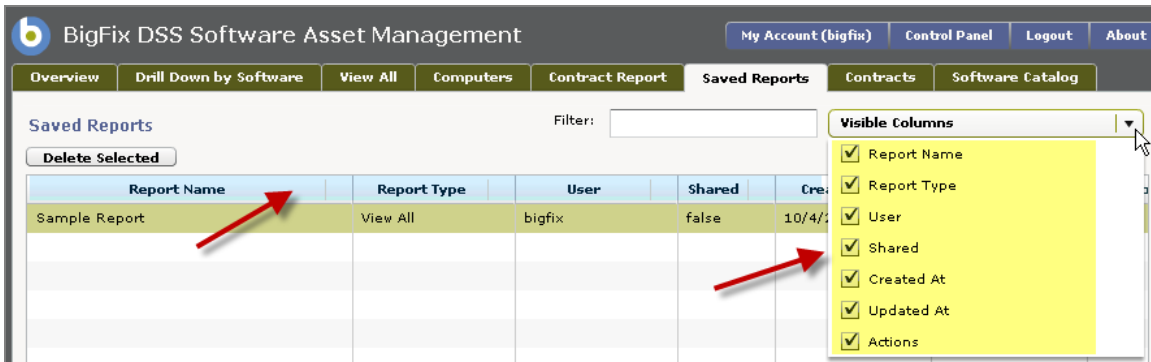 BigFix DSS Software Asset Management
My Account (bigfix) Control Panel Logout About
Overview Drill Down by Software View All Computers Contract Report Saved Reports Contracts Software Catalog
Saved Reports Filter: Visible Columns
Delete Selected
Report Name Report Type User Shared
Sample Report View All bigfix false 10/4/
Report Name
Report Type
User
Shared
Created At
Updated At
Actions